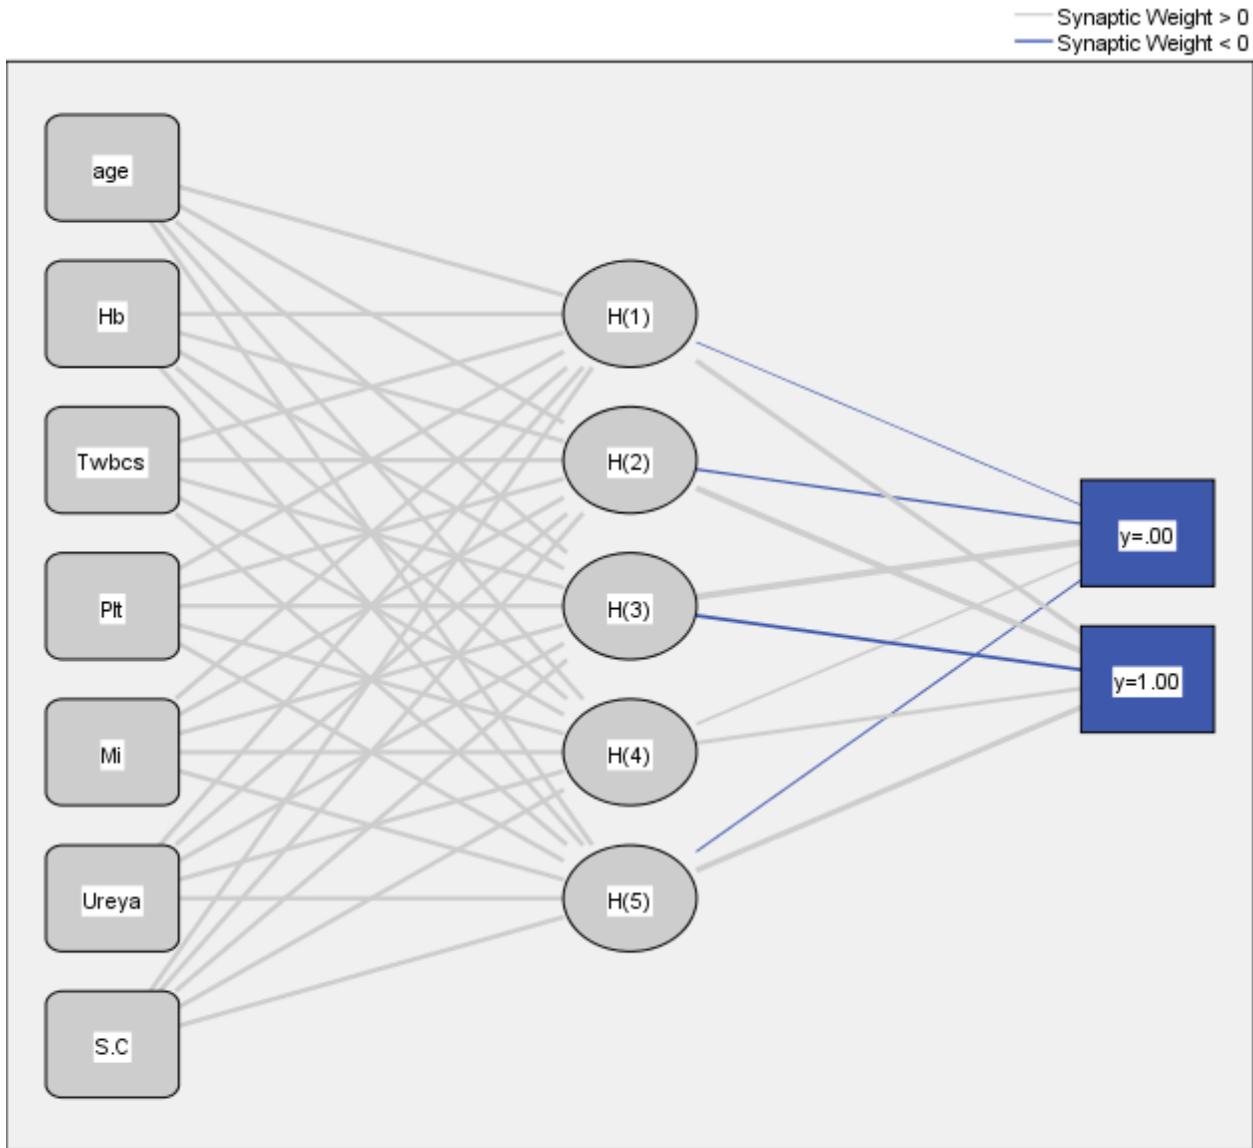 Synaptic Weight > 0
Synaptic Weight < 0
age
Hb
Twbcs
Plt
Mi
Ureya
S.C
H(1)
H(2)
H(3)
H(4)
H(5)
y=.00
y=1.00